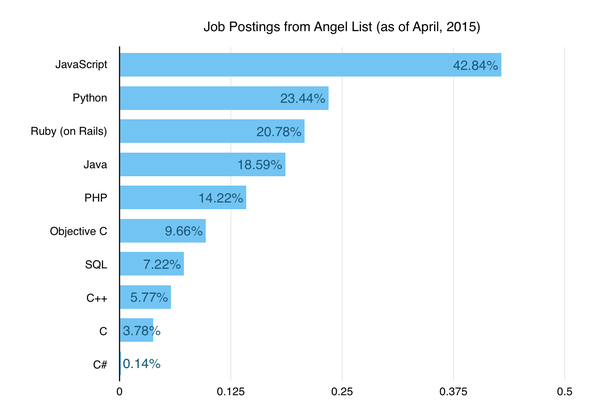 Job Postings from Angel List (as of April, 2015)
JavaScript 42.84%
Python 23.44%
Ruby (on Rails) 20.78%
Java 18.59%
PHP 14.22%
Objective C 9.66%
SQL 7.22%
C++ 5.77%
C 3.78%
C# 0.14%
0 0.125 0.25 0.375 0.5